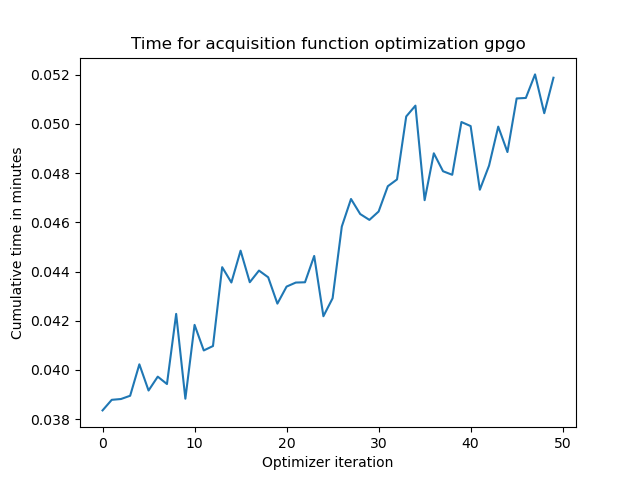 Time for acquisition function optimization gpgo
Cumulative time in minutes
0.052
0.050
0.048
0.046
0.044
0.042
0.040
0.038
0 10 20 30 40 50
Optimizer iteration